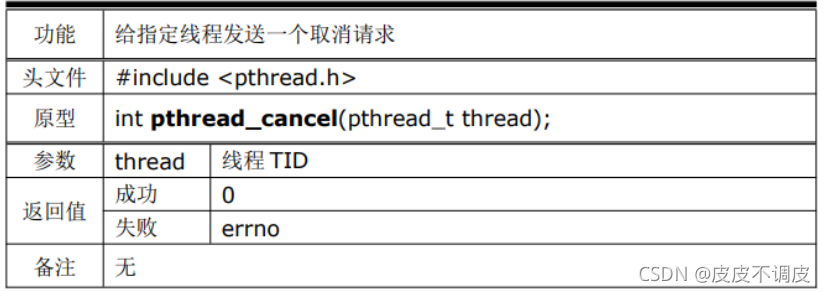 功能 给指定线程发送一个取消请求
头文件 #include <pthread.h>
原型 int pthread_cancel(pthread_t thread);
参数 thread 线程 TID
返回值 成功 0
失败 errno
备注 无
CSDN @皮皮不调皮